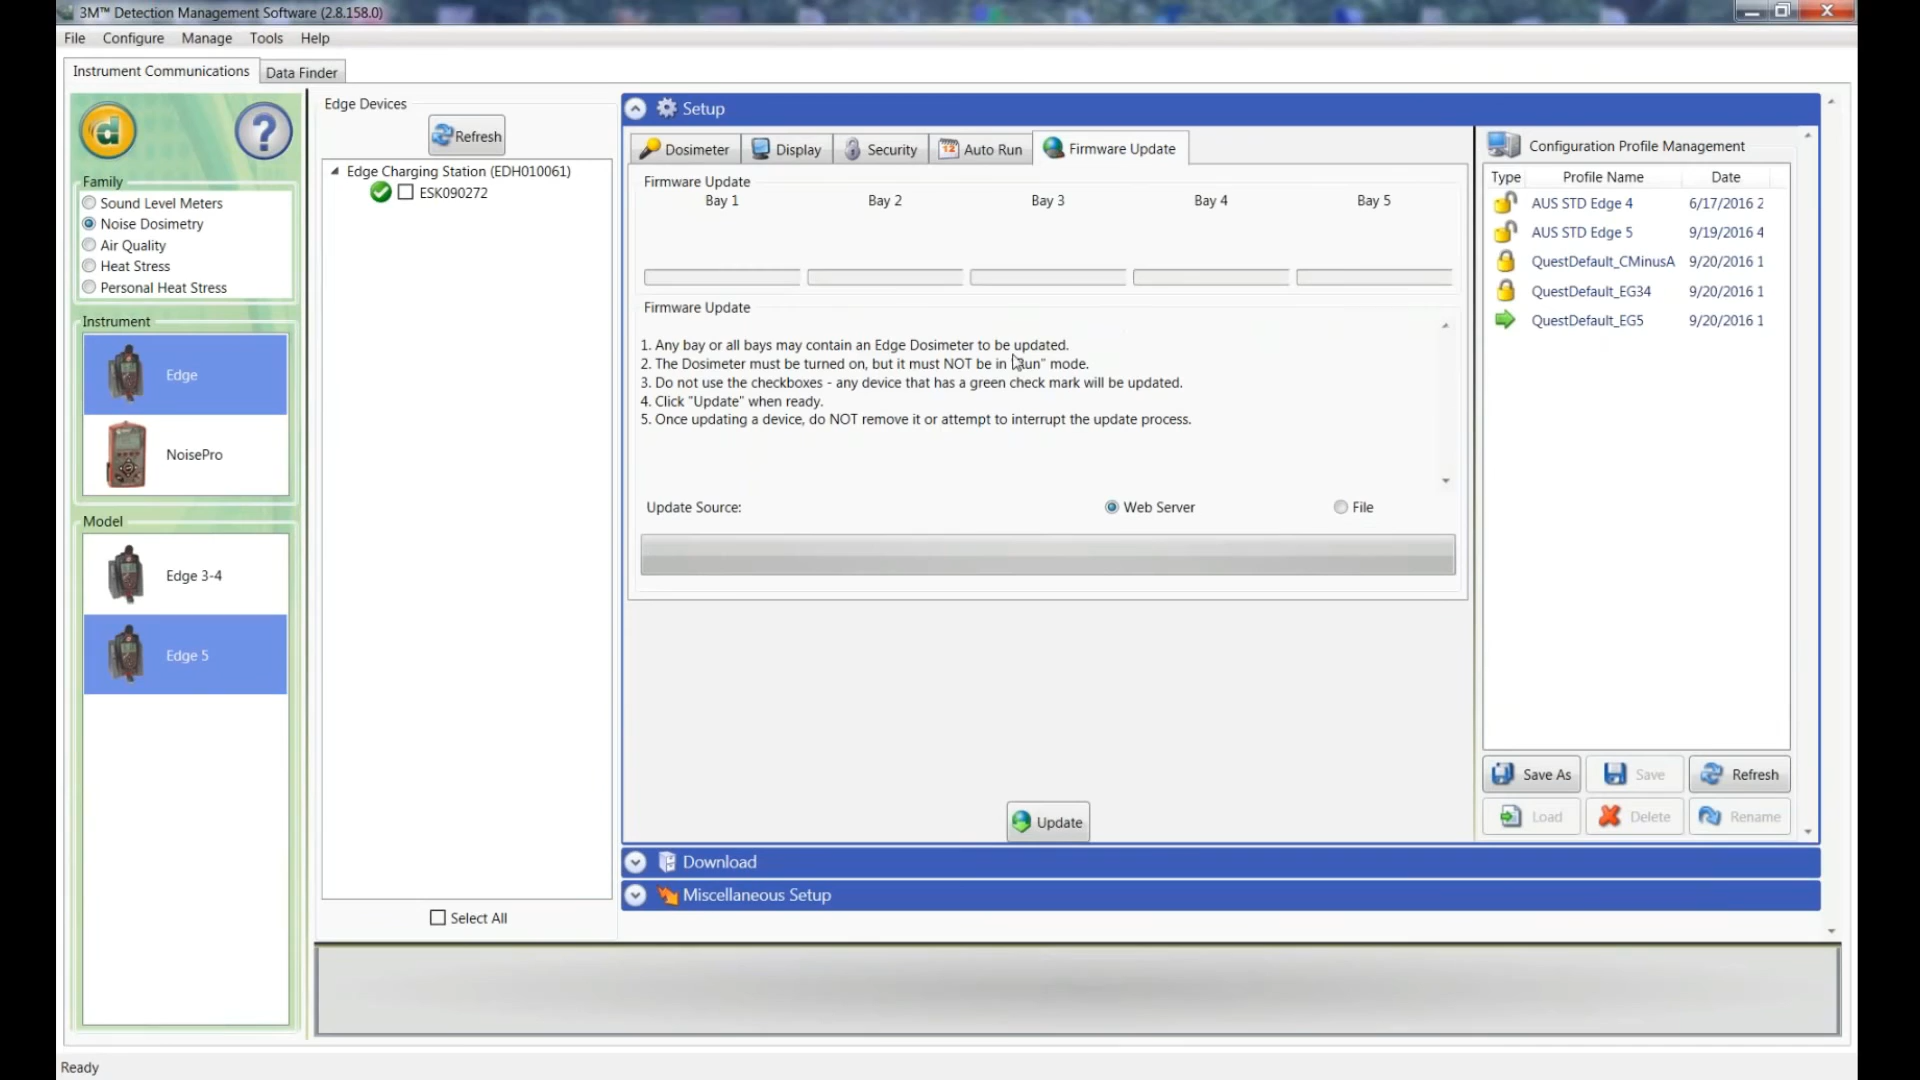 3M™ Detection Management Software (2.8.158.0)
File Configure Manage Tools Help
Instrument Communications Data Finder
Family
Sound Level Meters
Noise Dosimetry
Air Quality
Heat Stress
Personal Heat Stress
Instrument
Edge
NoisePro
Model
Edge 3-4
Edge 5
Edge Devices
Refresh
Edge Charging Station (EDH010061)
ESK090272
Select All
Setup
Dosimeter Display Security Auto Run Firmware Update
Firmware Update
Bay 1 Bay 2 Bay 3 Bay 4 Bay 5
Firmware Update
1. Any bay or all bays may contain an Edge Dosimeter to be updated.
2. The Dosimeter must be turned on, but it must NOT be in un" mode.
3. Do not use the checkboxes - any device that has a green check mark will be updated.
4. Click "Update" when ready.
5. Once updating a device, do NOT remove it or attempt to interrupt the update process.
Update Source: Web Server File
Update
Download
Miscellaneous Setup
Configuration Profile Management
Type Profile Name Date
AUS STD Edge 4 6/17/2016 2
AUS STD Edge 5 9/19/2016 4
QuestDefault_CMinusA 9/20/2016 1
QuestDefault_EG34 9/20/2016 1
QuestDefault_EG5 9/20/2016 1
Save As Save Refresh
Load Delete Rename
Ready